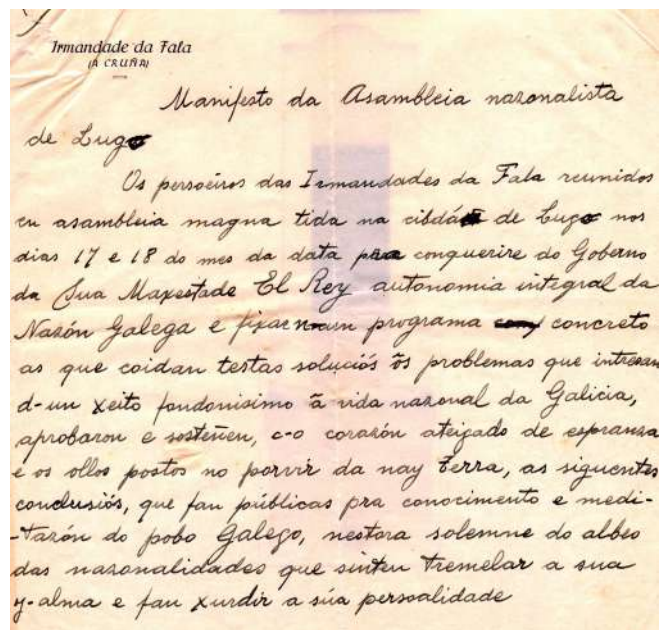 Irmandade da Fala
(A CRUÑA)
Manifesto da Asambleia nazonalista
de Lugo
Os persoeiros das Irmandades da Fala reunidos
en asambleia magna tida na cibdá de Lugo nos
dias 17 e 18 do mes da data pra conquerire do Goberno
da Sua Maxestade El Rey autonomia integral da
Nazón Galega e fixaren un programa concreto
as que coidan testas soluciós ôs problemas que intresan
d-un xeito fondonisimo â vida nazonal da Galicia,
aprobaron e sosteñen, c-o corazón ateigado de espranza
e os ollos postos no porvir da nay terra, as siguentes
conclusiós, que fan públicas pra conocimento e medi-
-tazón do pobo Galego, nestora solemne do albeo
das nazonalidades que sinten tremelar a sua
y-alma e fan xurdir a súa persoalidade